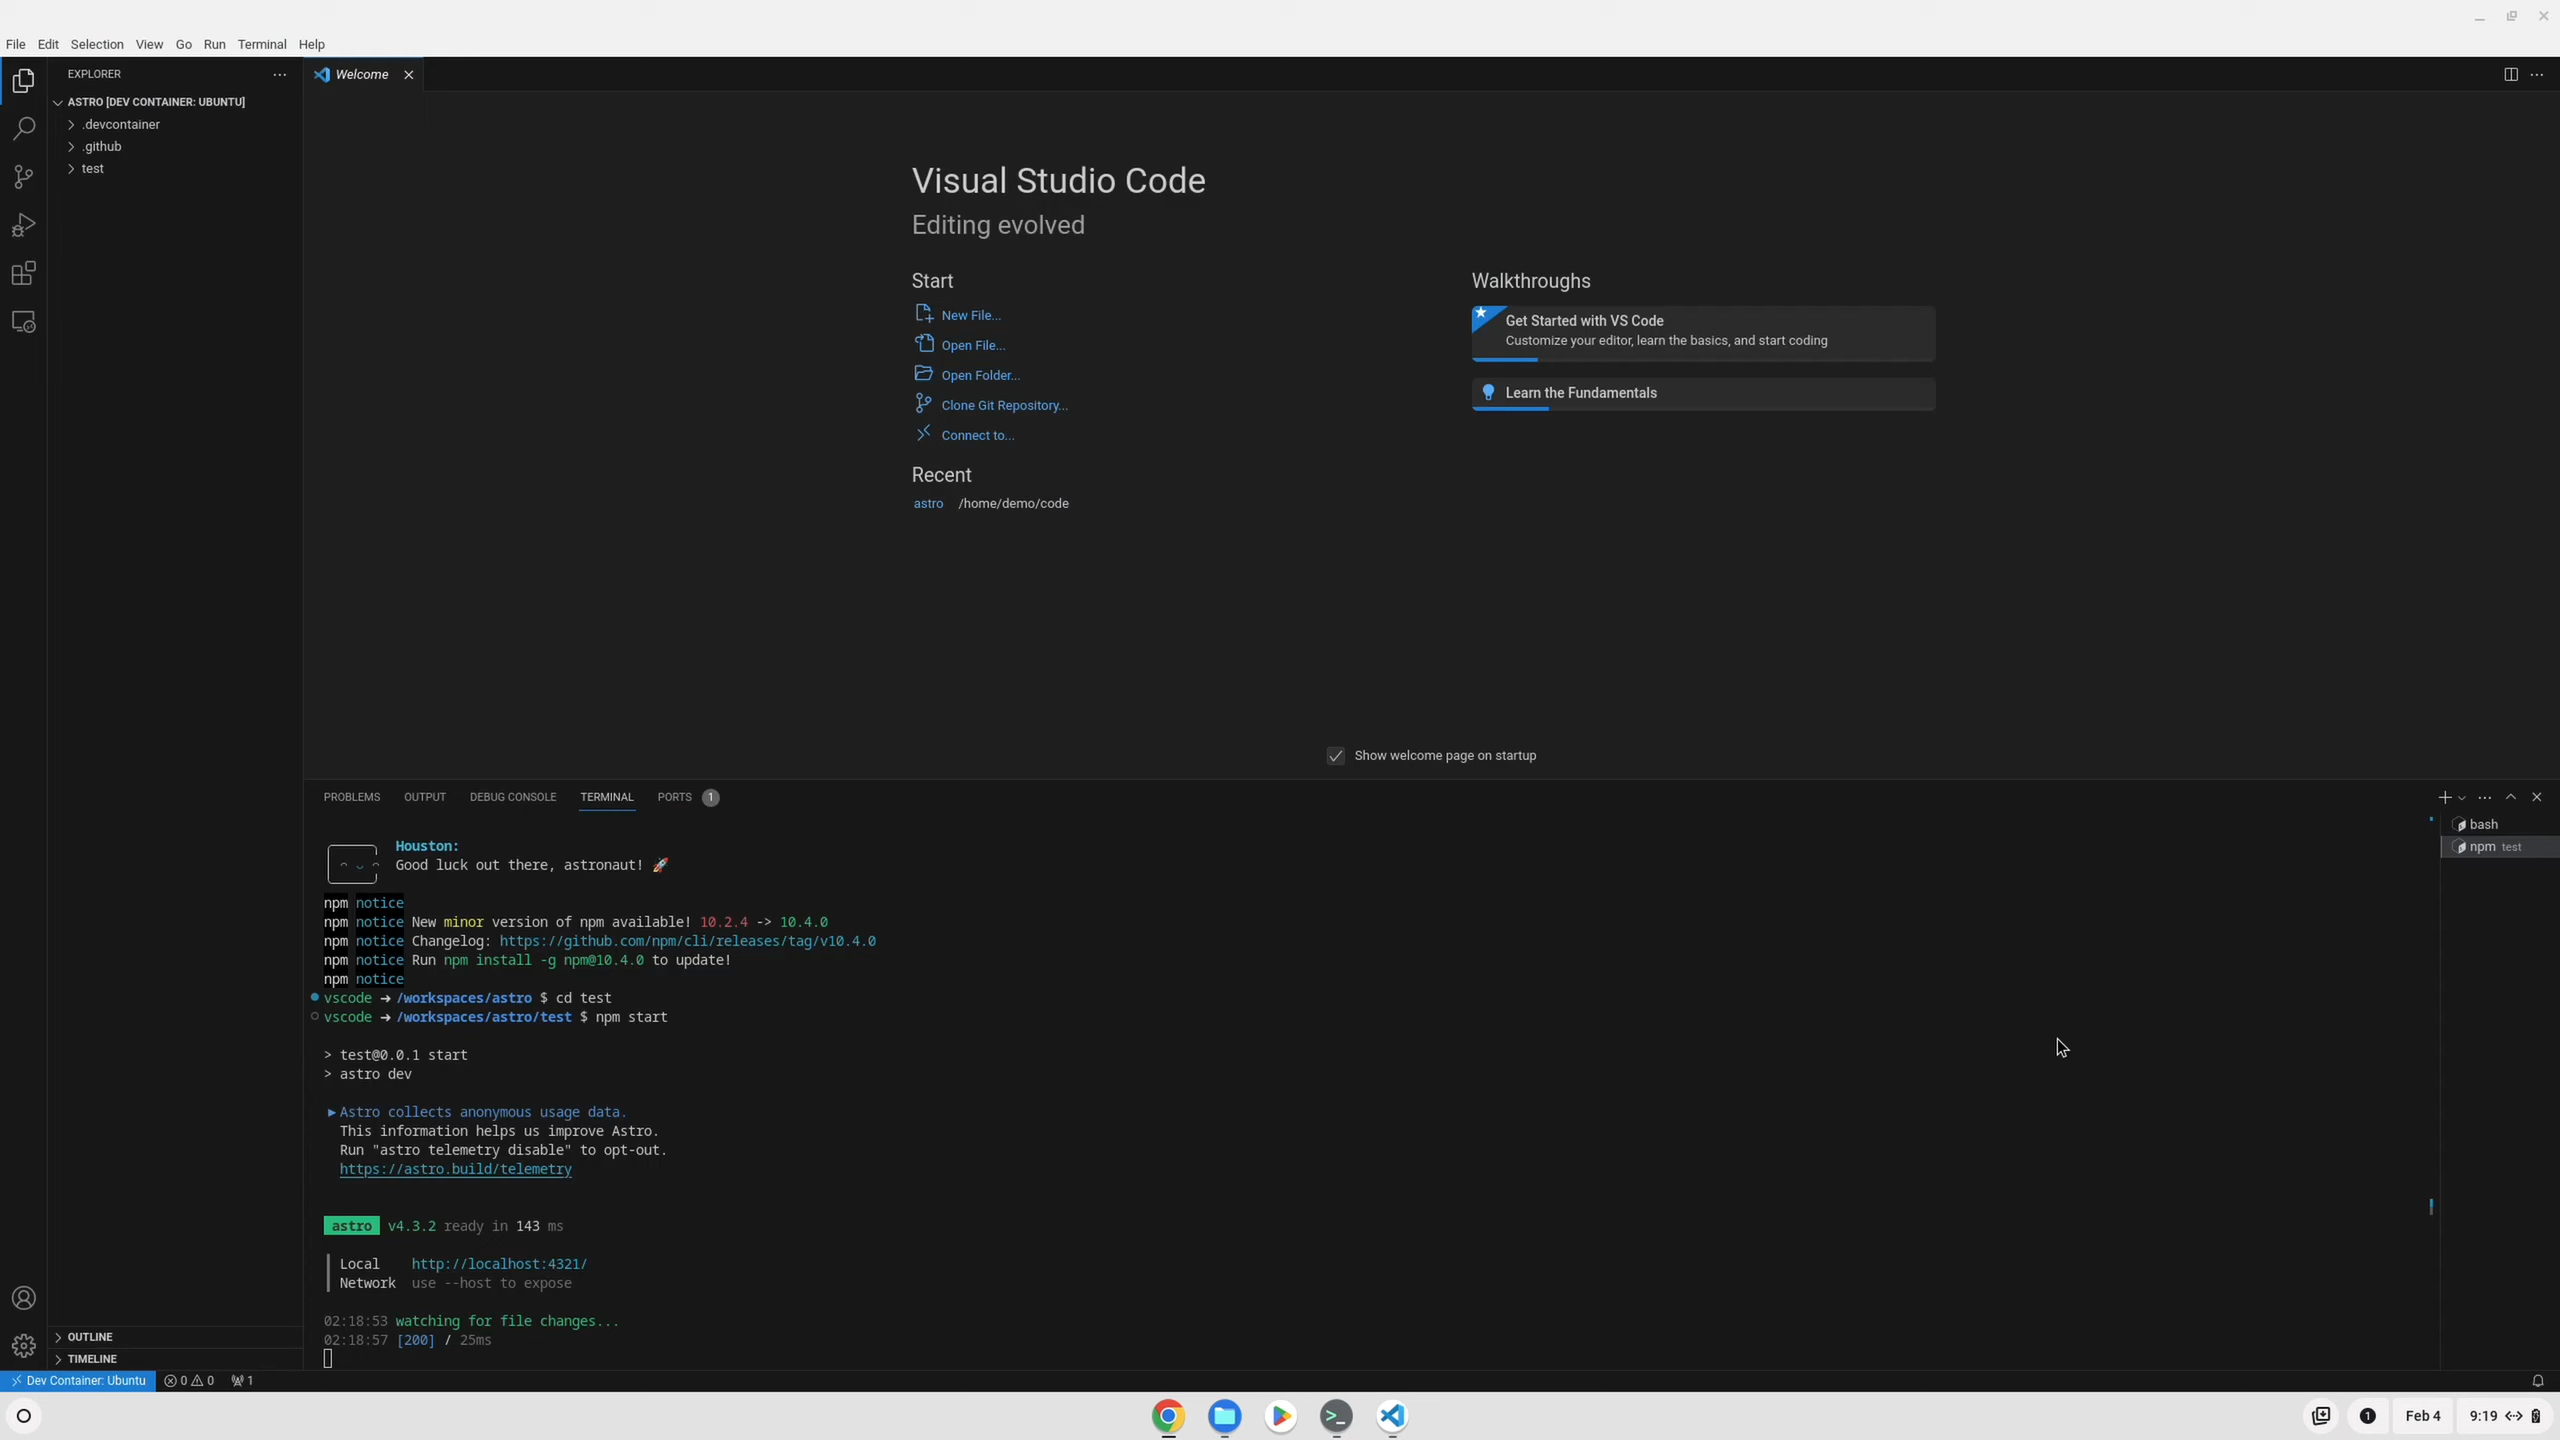 File Edit Selection View Go Run Terminal Help
EXPLORER
Welcome
ASTRO [DEV CONTAINER: UBUNTU]
.devcontainer
.github
test
Visual Studio Code
Editing evolved
Start
New File...
Open File...
Open Folder...
Clone Git Repository...
Connect to...
Recent
astro /home/demo/code
Walkthroughs
Get Started with VS Code
Customize your editor, learn the basics, and start coding
Learn the Fundamentals
Show welcome page on startup
PROBLEMS OUTPUT DEBUG CONSOLE TERMINAL PORTS 1
bash
npm test
Houston:
Good luck out there, astronaut! 🚀
npm notice
npm notice New minor version of npm available! 10.2.4 -> 10.4.0
npm notice Changelog: https://github.com/npm/cli/releases/tag/v10.4.0
npm notice Run npm install -g npm@10.4.0 to update!
npm notice
vscode ➜ /workspaces/astro $ cd test
vscode ➜ /workspaces/astro/test $ npm start
> test@0.0.1 start
> astro dev
▶ Astro collects anonymous usage data.
This information helps us improve Astro.
Run "astro telemetry disable" to opt-out.
https://astro.build/telemetry
astro v4.3.2 ready in 143 ms
Local http://localhost:4321/
Network use --host to expose
02:18:53 watching for file changes...
02:18:57 [200] / 25ms
OUTLINE
TIMELINE
Dev Container: Ubuntu 0 0 1
1 Feb 4 9:19